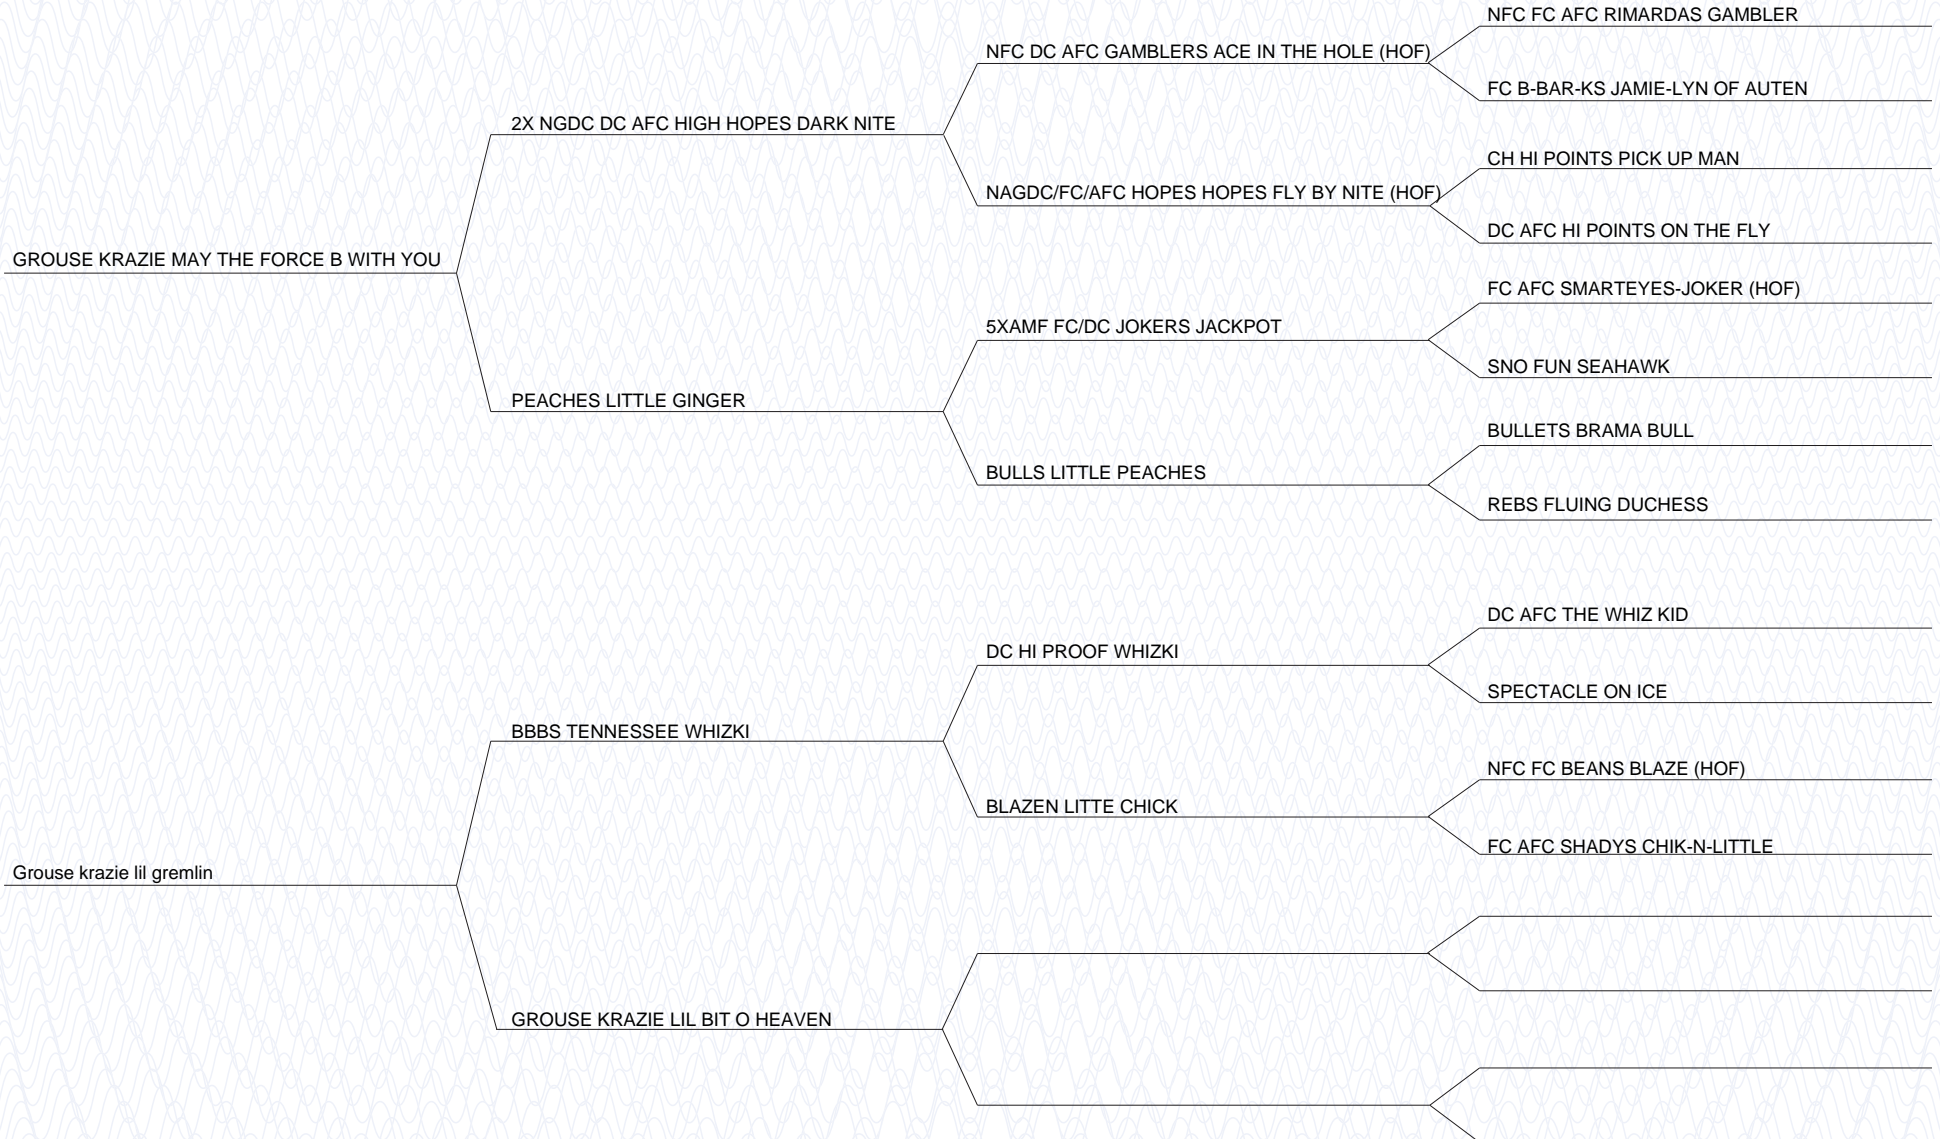 NFC FC AFC RIMARDAS GAMBLER
NFC DC AFC GAMBLERS ACE IN THE HOLE (HOF)
FC B-BAR-KS JAMIE-LYN OF AUTEN
2X NGDC DC AFC HIGH HOPES DARK NITE
CH HI POINTS PICK UP MAN
NAGDC/FC/AFC HOPES HOPES FLY BY NITE (HOF)
DC AFC HI POINTS ON THE FLY
GROUSE KRAZIE MAY THE FORCE B WITH YOU
FC AFC SMARTEYES-JOKER (HOF)
5XAMF FC/DC JOKERS JACKPOT
SNO FUN SEAHAWK
PEACHES LITTLE GINGER
BULLETS BRAMA BULL
BULLS LITTLE PEACHES
REBS FLUING DUCHESS
DC AFC THE WHIZ KID
DC HI PROOF WHIZKI
SPECTACLE ON ICE
BBBS TENNESSEE WHIZKI
NFC FC BEANS BLAZE (HOF)
BLAZEN LITTE CHICK
FC AFC SHADYS CHIK-N-LITTLE
Grouse krazie lil gremlin
GROUSE KRAZIE LIL BIT O HEAVEN